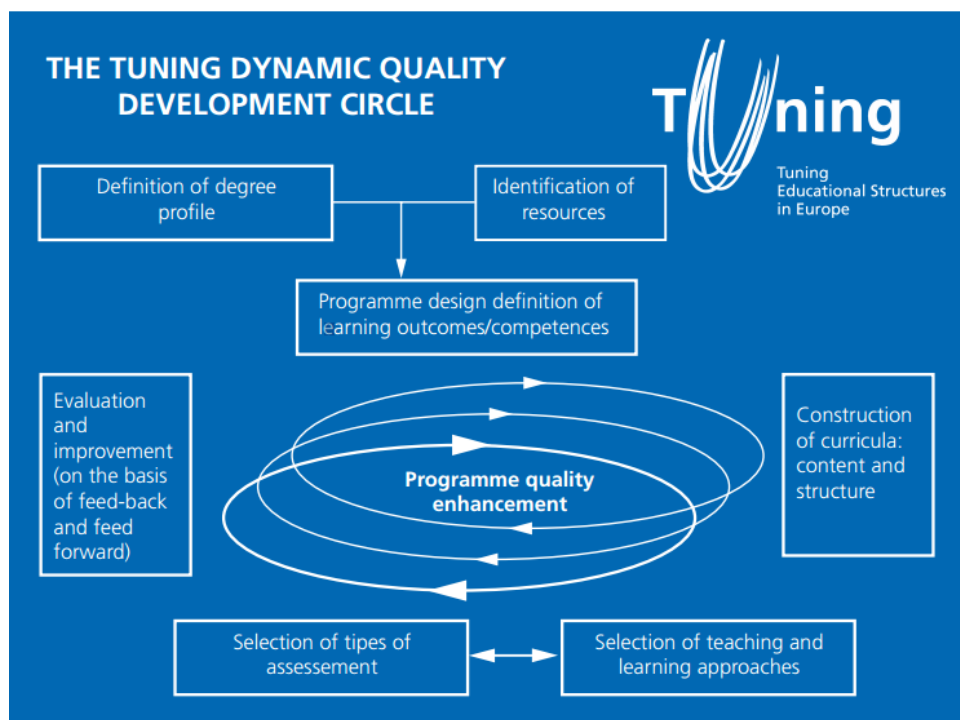 THE TUNING DYNAMIC QUALITY
DEVELOPMENT CIRCLE
Tuning
Tuning
Educational Structures
in Europe
Definition of degree
profile
Identification of
resources
Programme design definition of
learning outcomes/competences
Evaluation
and
improvement
(on the basis
of feed-back
and feed
forward)
Programme quality
enhancement
Construction
of curricula:
content and
structure
Selection of tipes of
assessement
Selection of teaching and
learning approaches